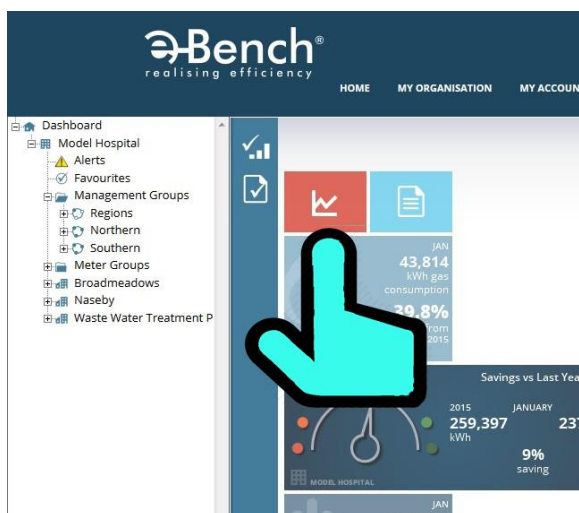 e-Bench®
realising efficiency
HOME MY ORGANISATION MY ACCOUN
Dashboard
Model Hospital
Alerts
Favourites
Management Groups
Regions
Northern
Southern
Meter Groups
Broadmeadows
Naseby
Waste Water Treatment P
JAN
43,814
kWh gas
consumption
39.8%
from
2015
Savings vs Last Yea
2015 JANUARY
259,397 237
kWh
9%
saving
MODEL HOSPITAL
JAN